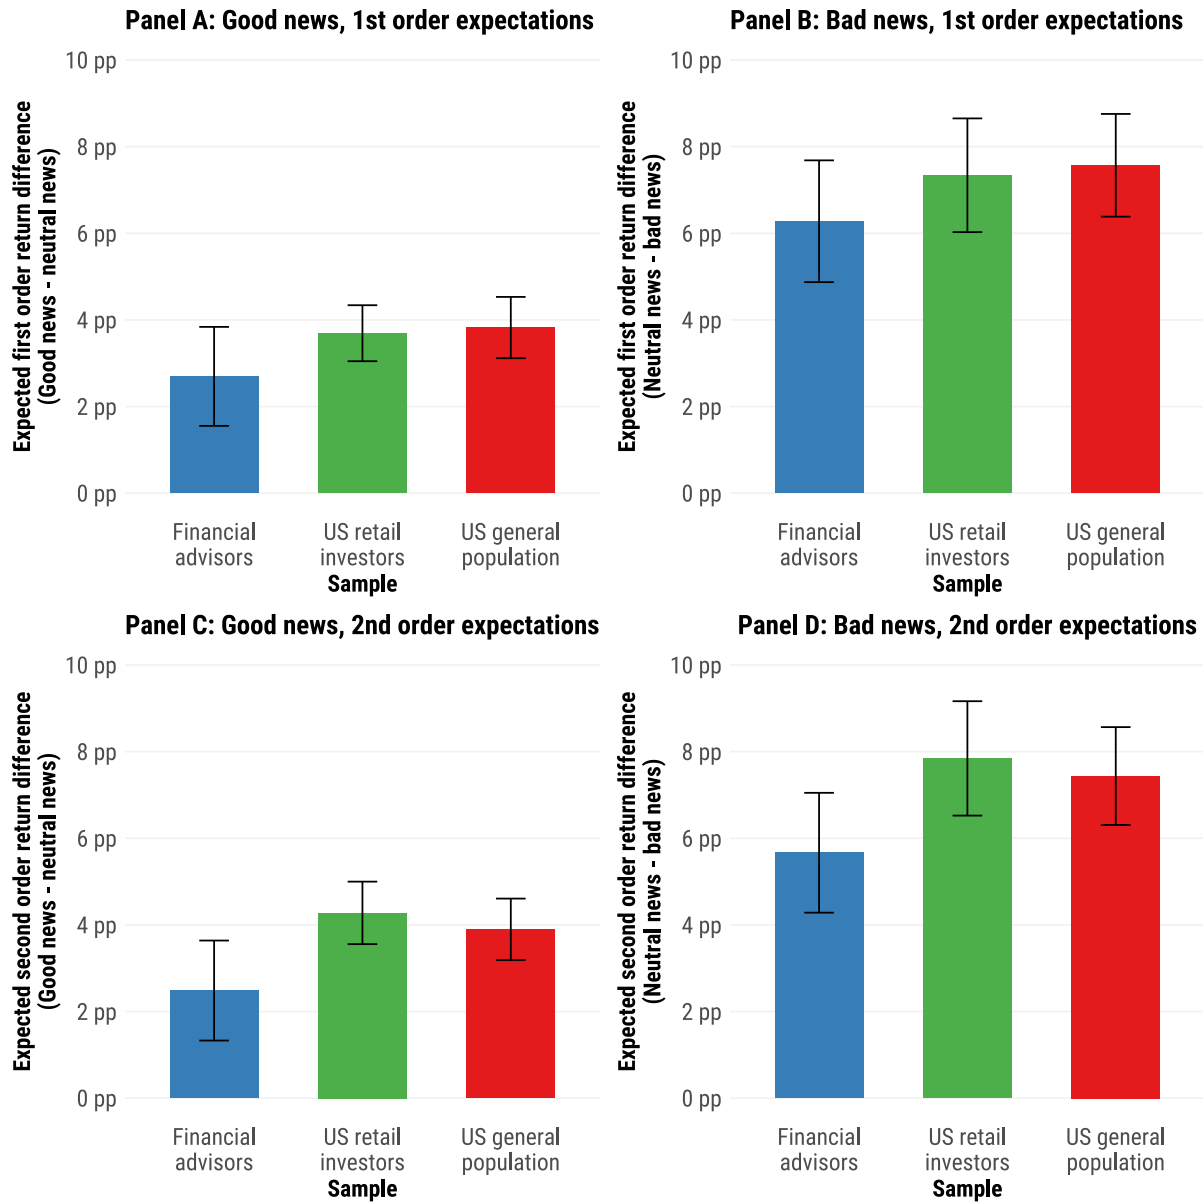 Panel A: Good news, 1st order expectations
Expected first order return difference
(Good news - neutral news)
10 pp
8 pp
6 pp
4 pp
2 pp
0 pp
Financial advisors
US retail investors
US general population
Sample
Panel B: Bad news, 1st order expectations
Expected first order return difference
(Neutral news - bad news)
10 pp
8 pp
6 pp
4 pp
2 pp
0 pp
Financial advisors
US retail investors
US general population
Sample
Panel C: Good news, 2nd order expectations
Expected second order return difference
(Good news - neutral news)
10 pp
8 pp
6 pp
4 pp
2 pp
0 pp
Financial advisors
US retail investors
US general population
Sample
Panel D: Bad news, 2nd order expectations
Expected second order return difference
(Neutral news - bad news)
10 pp
8 pp
6 pp
4 pp
2 pp
0 pp
Financial advisors
US retail investors
US general population
Sample